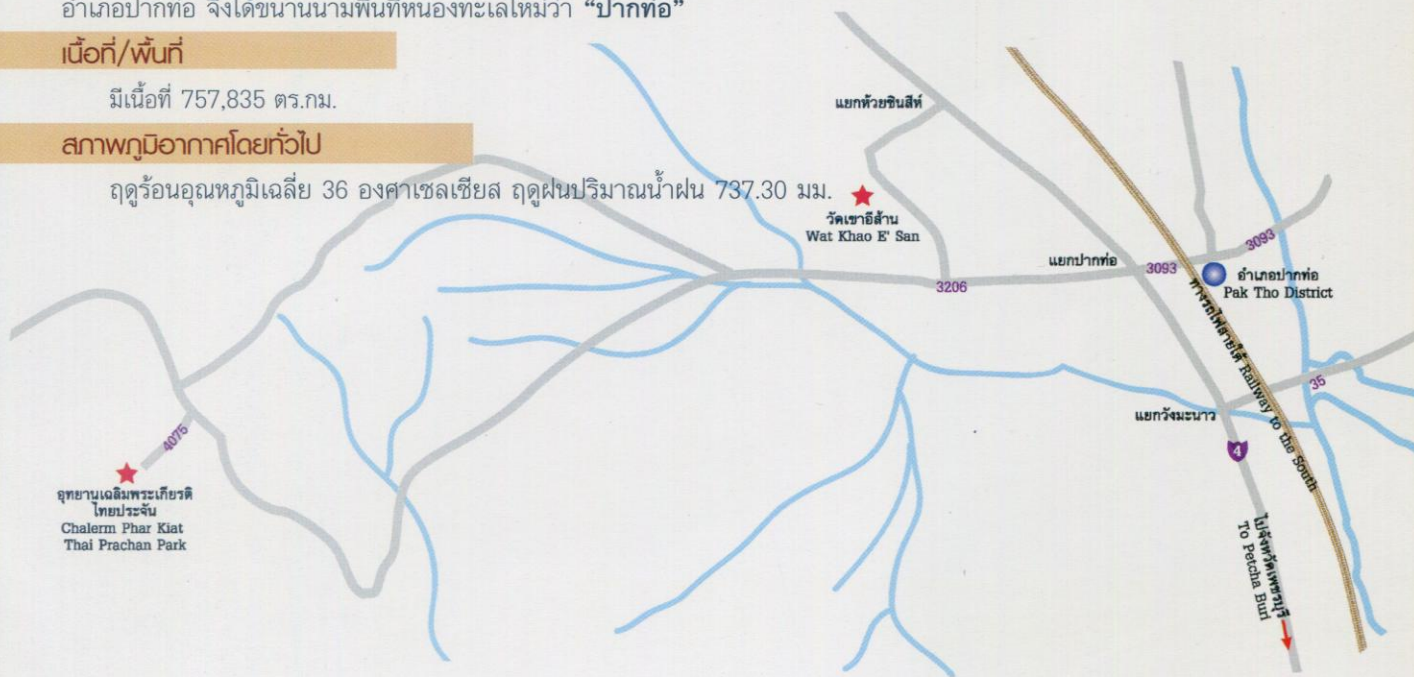 อำเภอปากท่อ จึงได้ขนานนามพื้นที่หนองทะเลใหม่ว่า “ปากท่อ”
เนื้อที่/พื้นที่
มีเนื้อที่ 757,835 ตร.กม.
สภาพภูมิอากาศโดยทั่วไป
ฤดูร้อนอุณหภูมิเฉลี่ย 36 องศาเซลเซียส ฤดูฝนปริมาณน้ำฝน 737.30 มม.
แยกห้วยชินสีห์
วัดเขาอีส้าน
Wat Khao E' San
แยกปากท่อ
3093
3093
อำเภอปากท่อ
Pak Tho District
3206
ทางรถไฟสายใต้ Railway to the South
35
แยกวังมะนาว
4
4075
อุทยานเฉลิมพระเกียรติ
ไทยประจัน
Chalerm Phar Kiat
Thai Prachan Park
ไปจังหวัดเพชรบุรี
To Petcha Buri